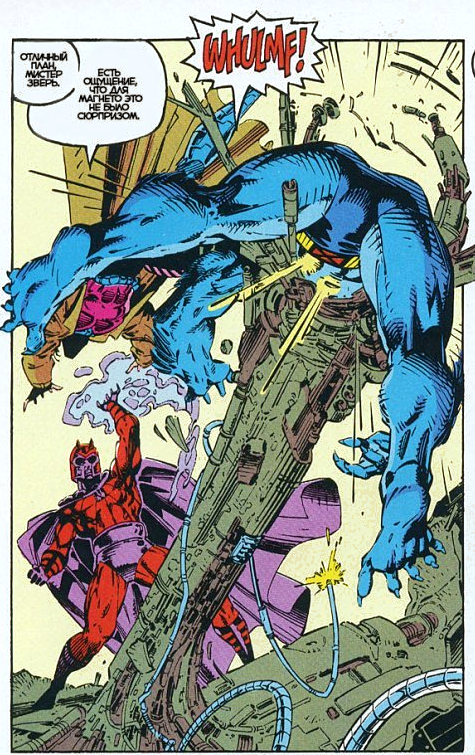 ОТЛИЧНЫЙ
ПЛАН,
МИСТЕР
ЗВЕРЬ.
ЕСТЬ
ОЩУЩЕНИЕ,
ЧТО ДЛЯ
МАГНЕТО ЭТО
НЕ БЫЛО
СЮРПРИЗОМ.
WHULMF!